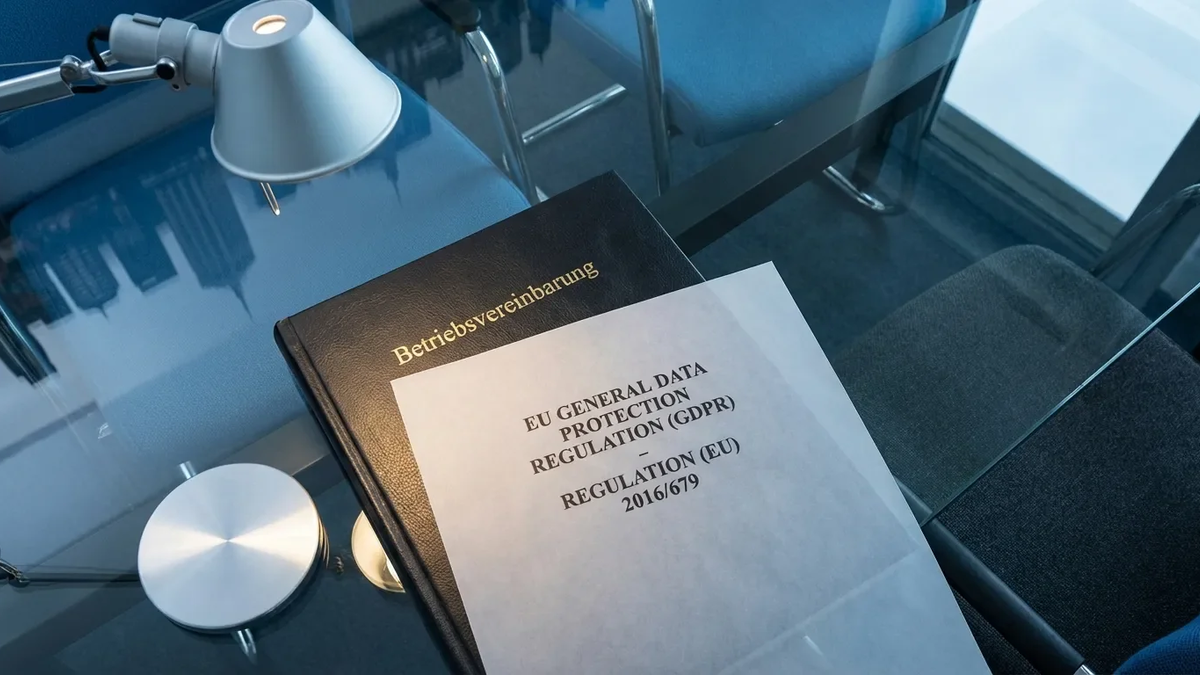 Betriebsvereinbarung
EU GENERAL DATA
PROTECTION
REGULATION (GDPR)
–
REGULATION (EU)
2016/679